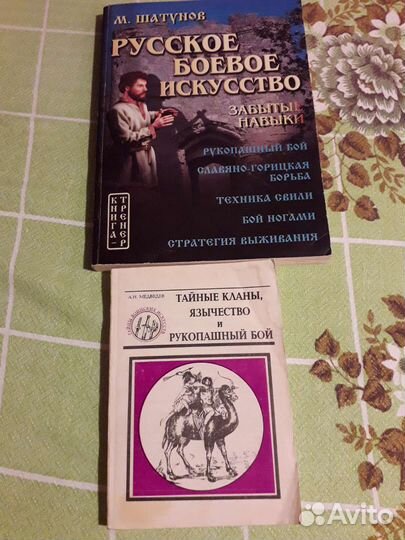 М. ШАТУНОВ
РУССКОЕ
БОЕВОЕ
ИСКУССТВО
ЗАБЫТЫЕ
НАВЫКИ
РУКОПАШНЫЙ БОЙ
СЛАВЯНО-ГОРИЦКАЯ
БОРЬБА
ТЕХНИКА СВИЛИ
БОЙ НОГАМИ
СТРАТЕГИЯ ВЫЖИВАНИЯ
КНИГА-
ТРЕНЕР
А.Н. МЕДВЕДЕВ
ТАЙНЫЕ КЛАНЫ,
ЯЗЫЧЕСТВО
И
РУКОПАШНЫЙ БОЙ
Avito